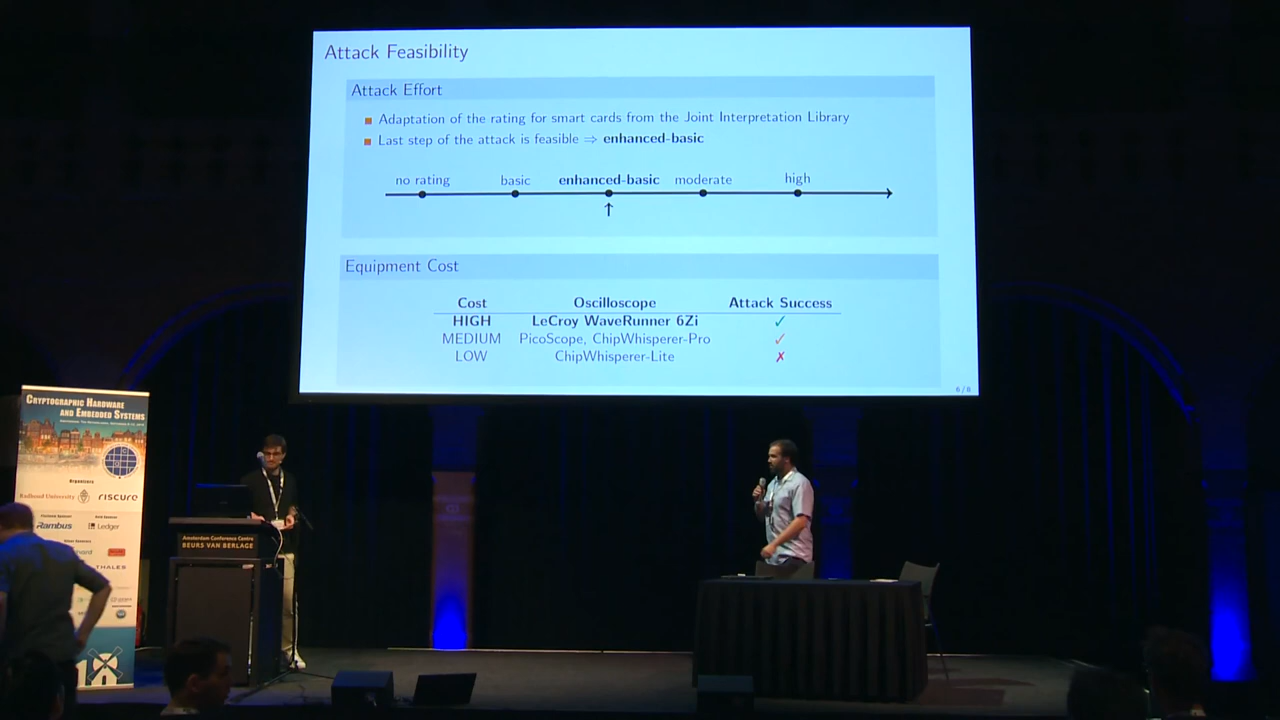 Attack Feasibility
Attack Effort
Adaptation of the rating for smart cards from the Joint Interpretation Library
Last step of the attack is feasible ⇒ enhanced-basic
no rating basic enhanced-basic moderate high
↑
Equipment Cost
Cost Oscilloscope Attack Success
HIGH LeCroy WaveRunner 6Zi ✓
MEDIUM PicoScope, ChipWhisperer-Pro ✓
LOW ChipWhisperer-Lite ✗
6 / 8
Cryptographic Hardware
and Embedded Systems
Organisers
Radboud University riscure
Rambus Ledger
THALES
Amsterdam Conference Centre
BEURS VAN BERLAGE